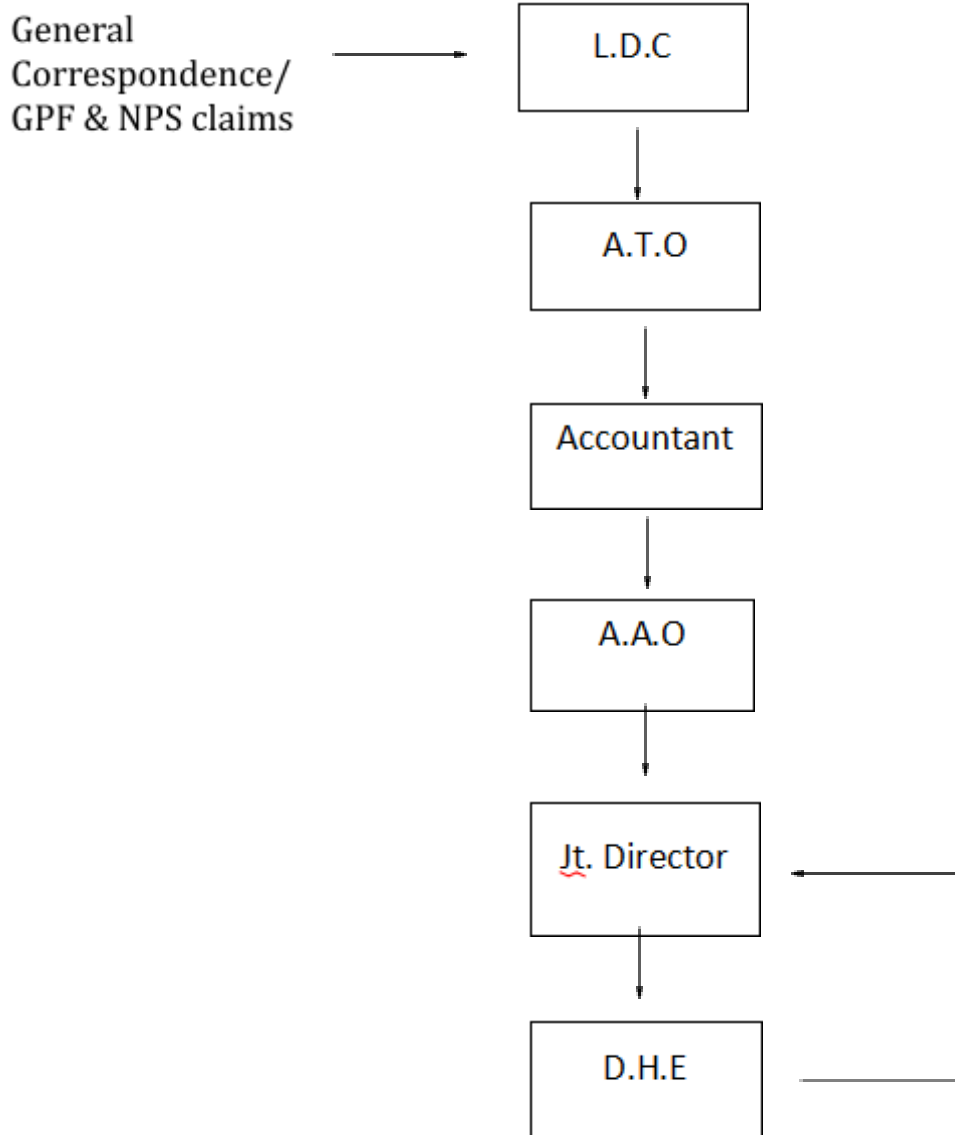 General
Correspondence/
GPF & NPS claims
L.D.C
A.T.O
Accountant
A.A.O
Jt. Director
D.H.E